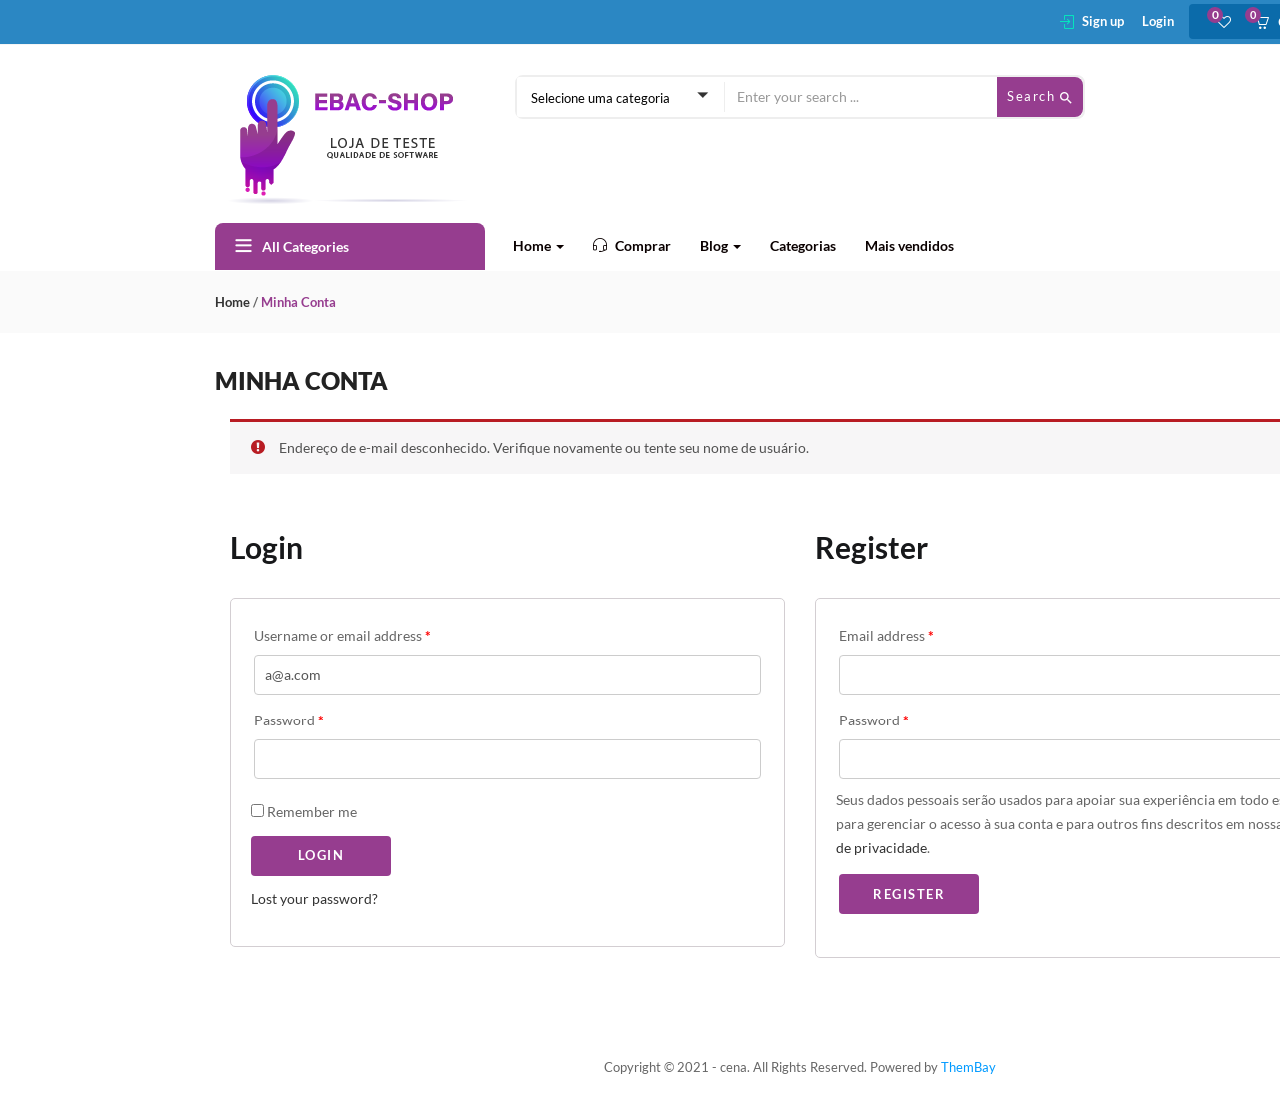 Sign up Login 0 0
EBAC-SHOP
LOJA DE TESTE
QUALIDADE DE SOFTWARE
Selecione uma categoria Enter your search ... Search
All Categories Home Comprar Blog Categorias Mais vendidos
Home / Minha Conta
MINHA CONTA
Endereço de e-mail desconhecido. Verifique novamente ou tente seu nome de usuário.
Login Register
Username or email address * Email address *
a@a.com
Password * Password *
Remember me
LOGIN
Lost your password?
Seus dados pessoais serão usados para apoiar sua experiência em todo
para gerenciar o acesso à sua conta e para outros fins descritos em nossa
de privacidade.
REGISTER
Copyright © 2021 - cena. All Rights Reserved. Powered by ThemBay